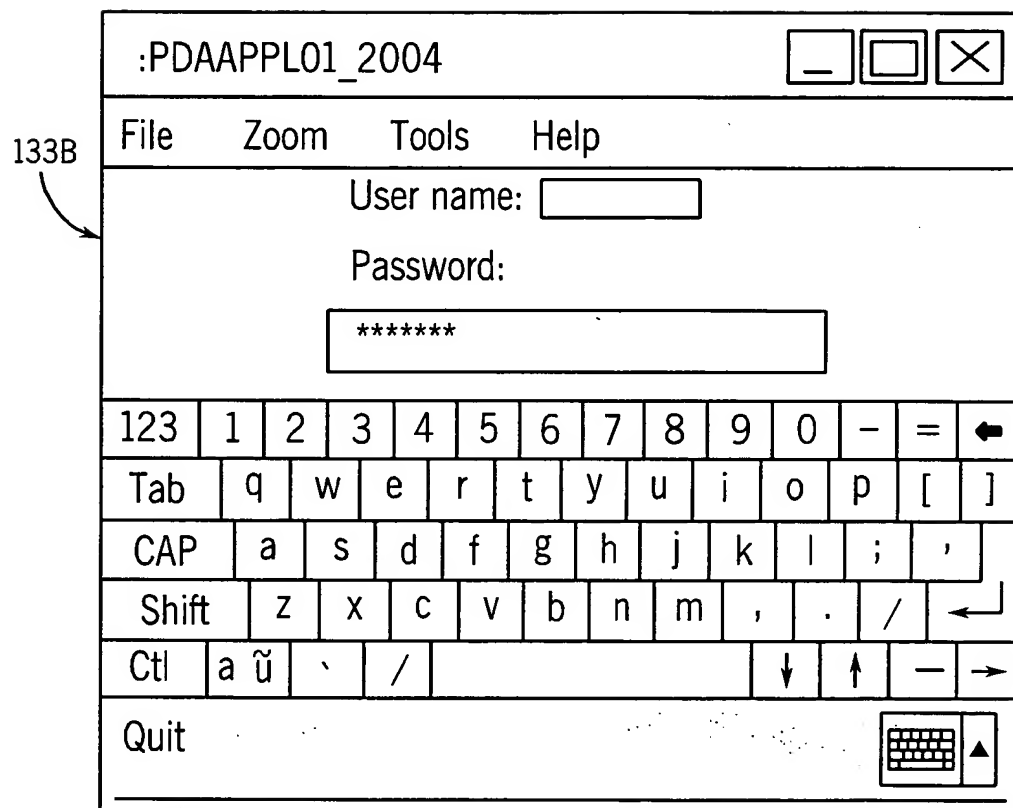 :PDAAPPL01_2004
File Zoom Tools Help
133B
User name:
Password:
*******
123 1 2 3 4 5 6 7 8 9 0 – = ←
Tab q w e r t y u i o p [ ]
CAP a s d f g h j k l ; '
Shift z x c v b n m , . / ↵
Ctl a ũ ` / ↓ ↑ — →
Quit